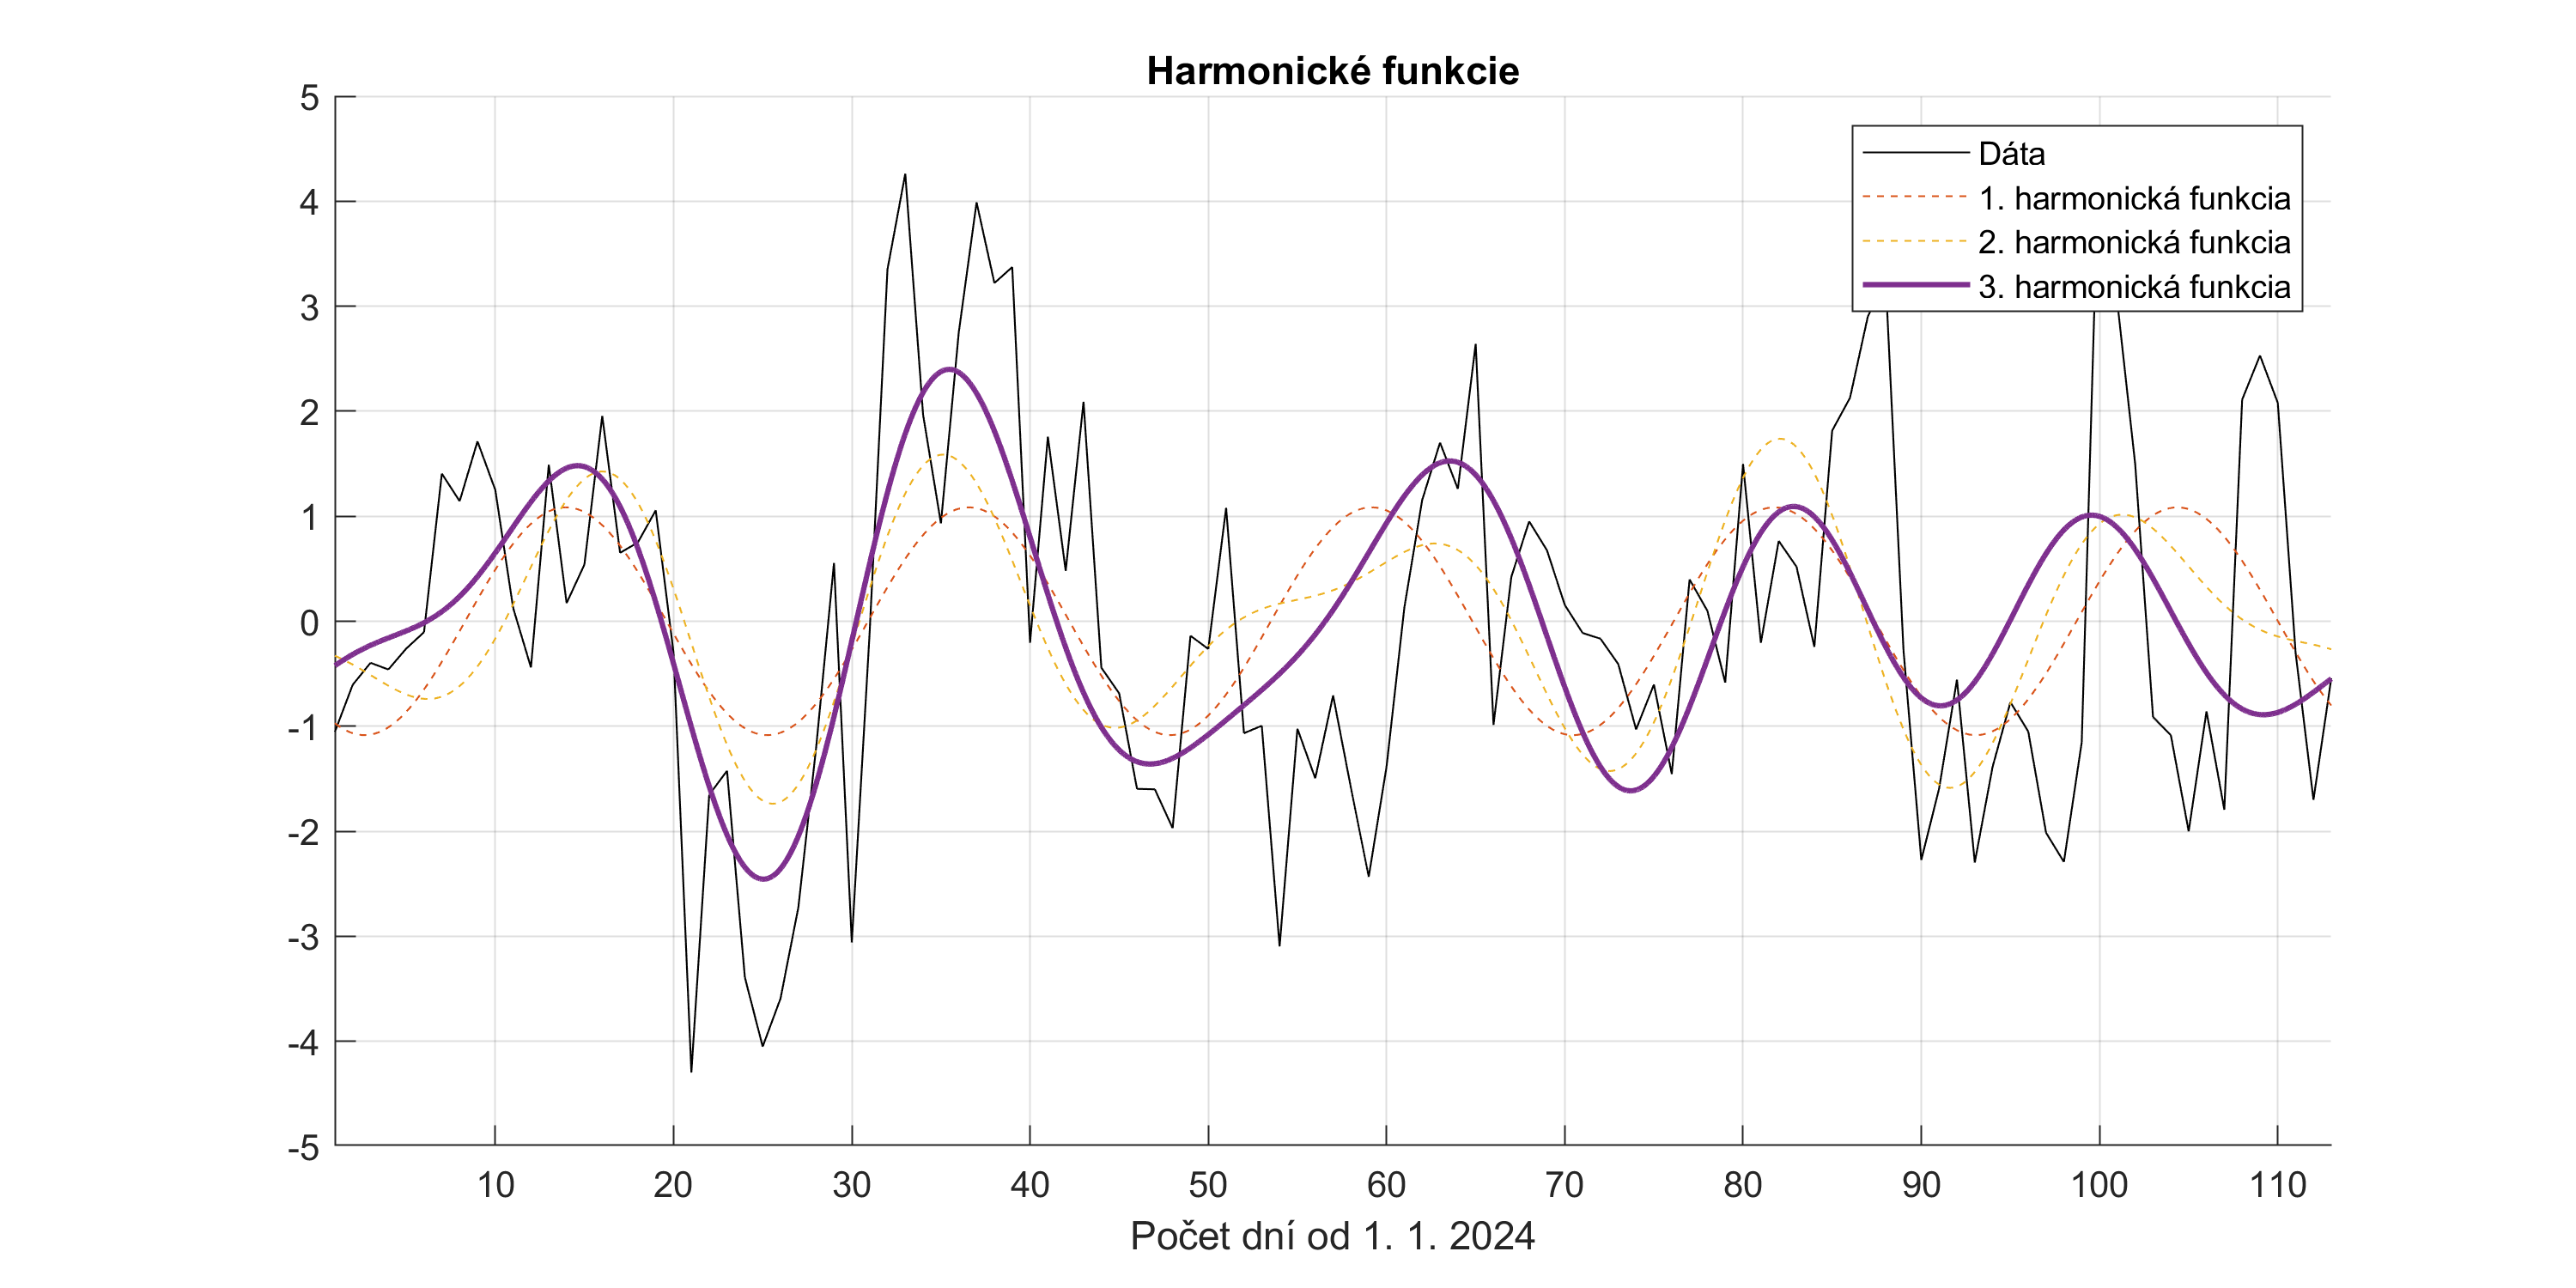 Harmonické funkcie
5
4
3
2
1
0
-1
-2
-3
-4
-5
Dáta
1. harmonická funkcia
2. harmonická funkcia
3. harmonická funkcia
10 20 30 40 50 60 70 80 90 100 110
Počet dní od 1. 1. 2024